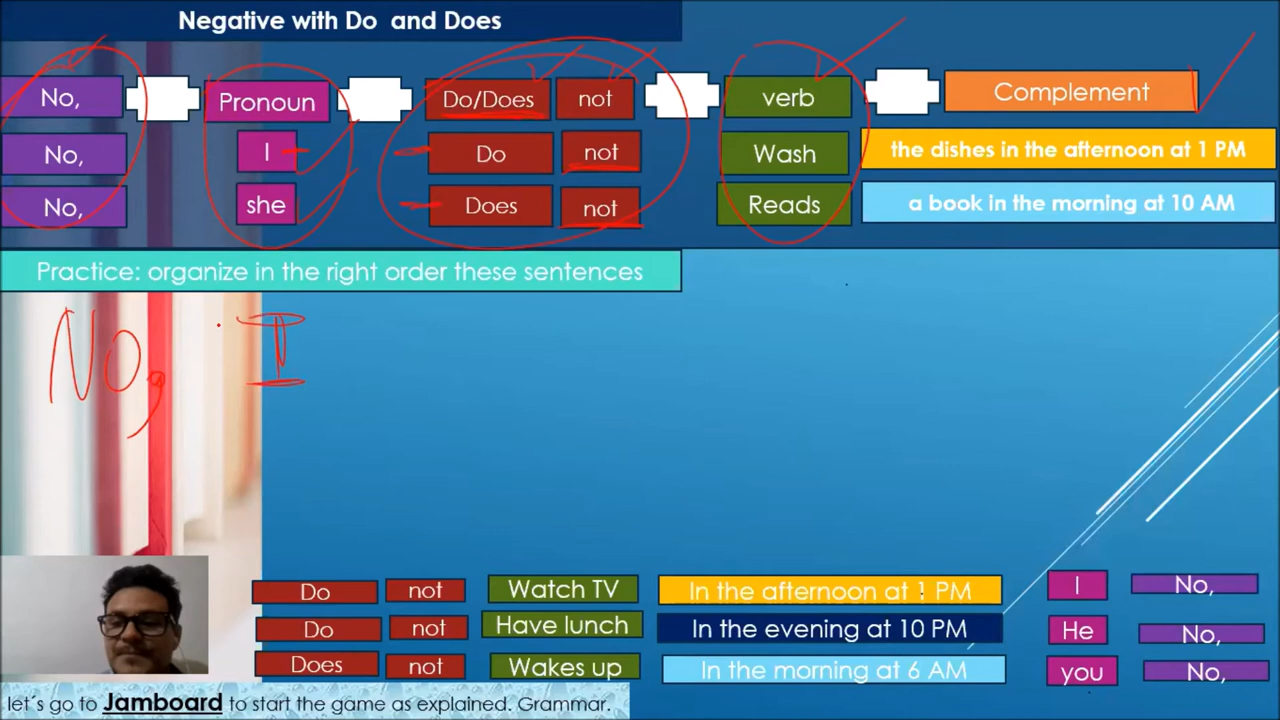 Negative with Do and Does
No, Pronoun Do/Does not verb Complement
No, I Do not Wash the dishes in the afternoon at 1 PM
No, she Does not Reads a book in the morning at 10 AM
Practice: organize in the right order these sentences
No, I
Do not Watch TV In the afternoon at 1 PM I No,
Do not Have lunch In the evening at 10 PM He No,
Does not Wakes up In the morning at 6 AM you No,
let´s go to Jamboard to start the game as explained. Grammar.